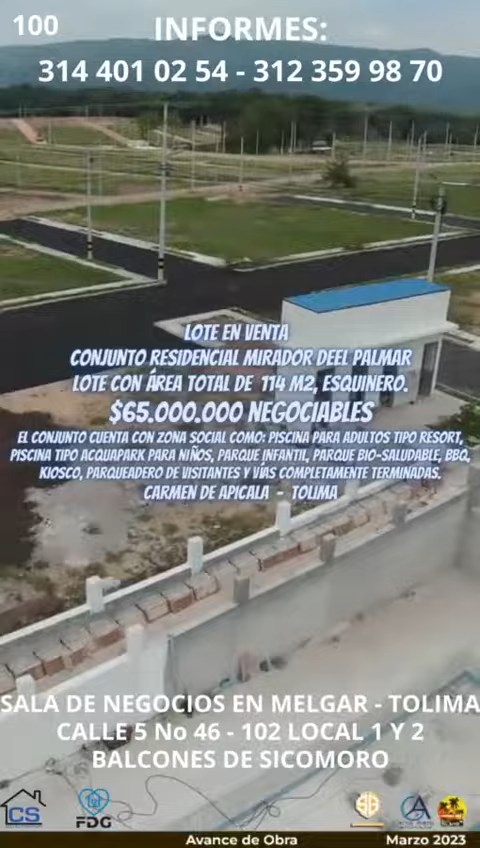 100
INFORMES:
314 401 02 54 - 312 359 98 70
LOTE EN VENTA
CONJUNTO RESIDENCIAL MIRADOR DEEL PALMAR
LOTE CON ÁREA TOTAL DE 114 M2, ESQUINERO.
$65.000.000 NEGOCIABLES
EL CONJUNTO CUENTA CON ZONA SOCIAL COMO: PISCINA PARA ADULTOS TIPO RESORT,
PISCINA TIPO ACQUAPARK PARA NIÑOS, PARQUE INFANTIL, PARQUE BIO-SALUDABLE, BBQ,
KIOSCO, PARQUEADERO DE VISITANTES Y VÍAS COMPLETAMENTE TERMINADAS.
CARMEN DE APICALA - TOLIMA
SALA DE NEGOCIOS EN MELGAR - TOLIMA
CALLE 5 No 46 - 102 LOCAL 1 Y 2
BALCONES DE SICOMORO
CS
FDG
Avance de Obra
Marzo 2023